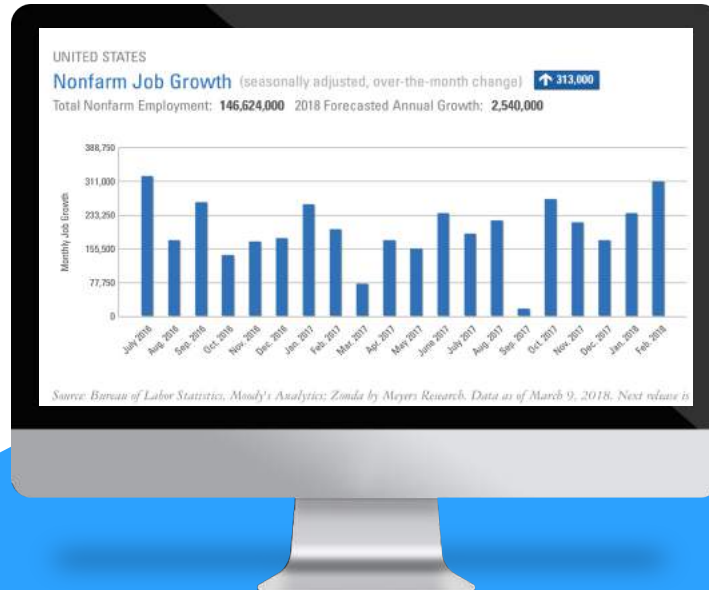 UNITED STATES
Nonfarm Job Growth (seasonally adjusted, over-the-month change) 313,000
Total Nonfarm Employment: 146,624,000 2018 Forecasted Annual Growth: 2,540,000
388,750
311,000
233,250
155,500
77,750
0
Monthly Job Growth
July 2016 Aug. 2016 Sep. 2016 Oct. 2016 Nov. 2016 Dec. 2016 Jan. 2017 Feb. 2017 Mar. 2017 Apr. 2017 May 2017 June 2017 July 2017 Aug. 2017 Sep. 2017 Oct. 2017 Nov. 2017 Dec. 2017 Jan. 2018 Feb. 2018
Source: Bureau of Labor Statistics, Moody's Analytics; Zonda by Meyers Research. Data as of March 9, 2018. Next release is